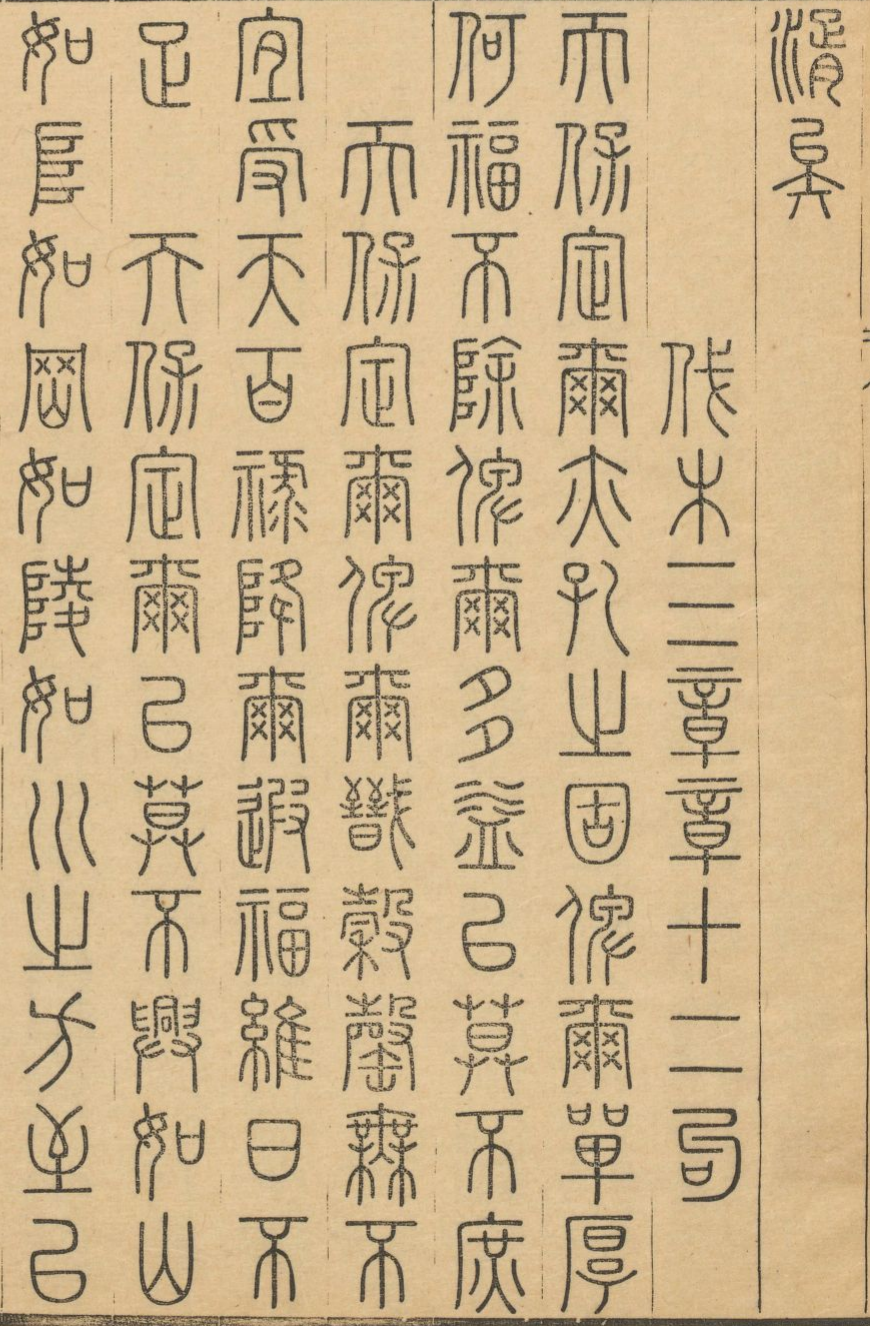 湑矣
伐木三章章十二句
天保定爾亦孔之固俾爾單厚
何福不除俾爾多益以莫不庶
天保定爾俾爾戩穀罄無不
宜受天百祿降爾遐福維日不
足 天保定爾以莫不興如山
如阜如岡如陵如川之方至以